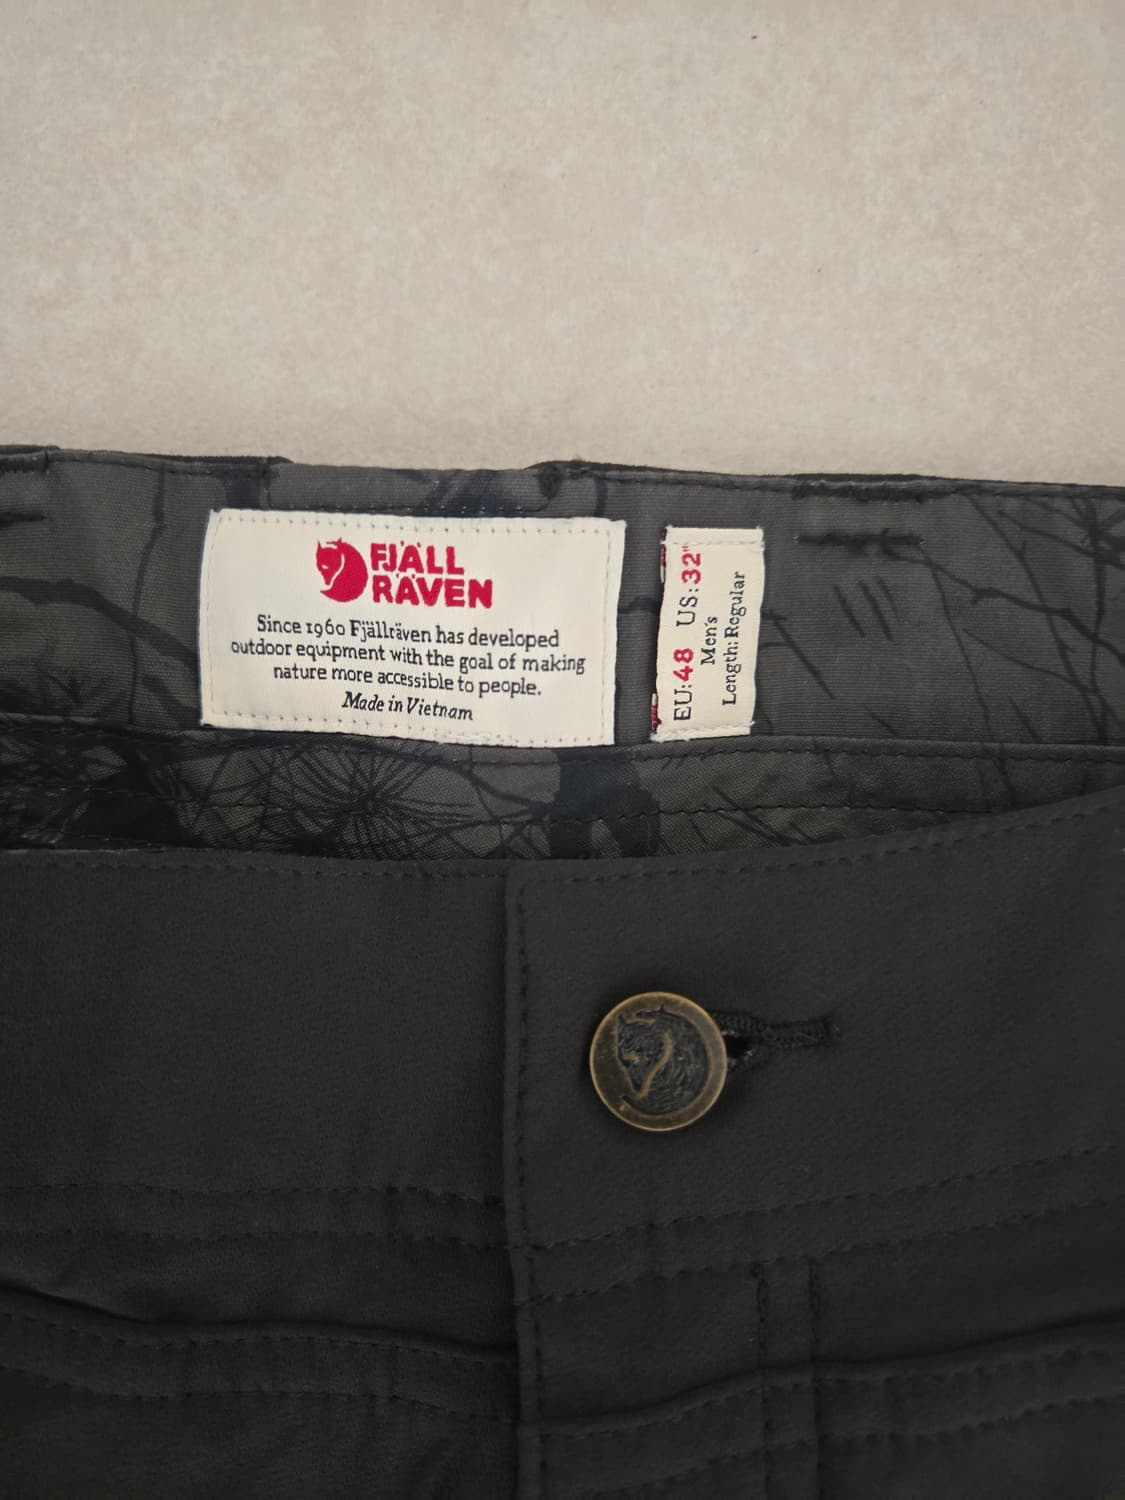 FJÄLL
RÄVEN
Since 1960 Fjällräven has developed
outdoor equipment with the goal of making
nature more accessible to people.
Made in Vietnam
EU:48 US:32"
Men's
Length: Regular